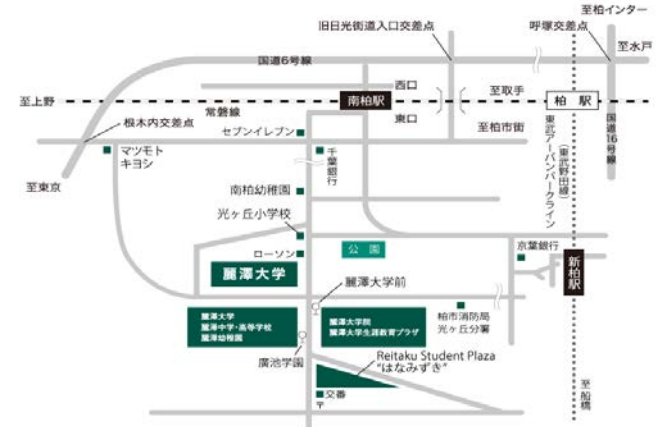 至柏インター
旧日光街道入口交差点
呼塚交差点
至水戸
国道6号線
西口
至取手
至上野
南柏駅
柏 駅
常磐線
東口
根木内交差点
セブンイレブン
至柏市街
国道16号線
マツモト
キヨシ
千葉銀行
東武アーバンパークライン
(東武野田線)
至東京
南柏幼稚園
光ヶ丘小学校
公 園
京葉銀行
ローソン
新柏駅
麗澤大学
麗澤大学前
麗澤大学
麗澤中学・高等学校
麗澤幼稚園
麗澤大学院
麗澤大学生涯教育プラザ
柏市消防局
光ヶ丘分署
廣池学園
Reitaku Student Plaza
“はなみずき”
至船橋
交番
〒